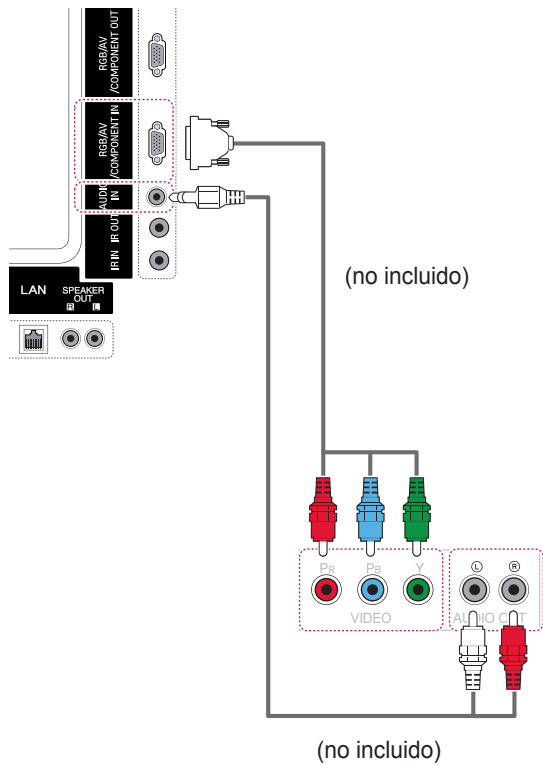 RGB/AV
/COMPONENT OUT
RGB/AV
/COMPONENT IN
AUDIO
IN
IR OUT
IR IN
LAN
SPEAKER
OUT
R L
(no incluido)
PR PB Y
VIDEO
L R
AUDIO OUT
(no incluido)